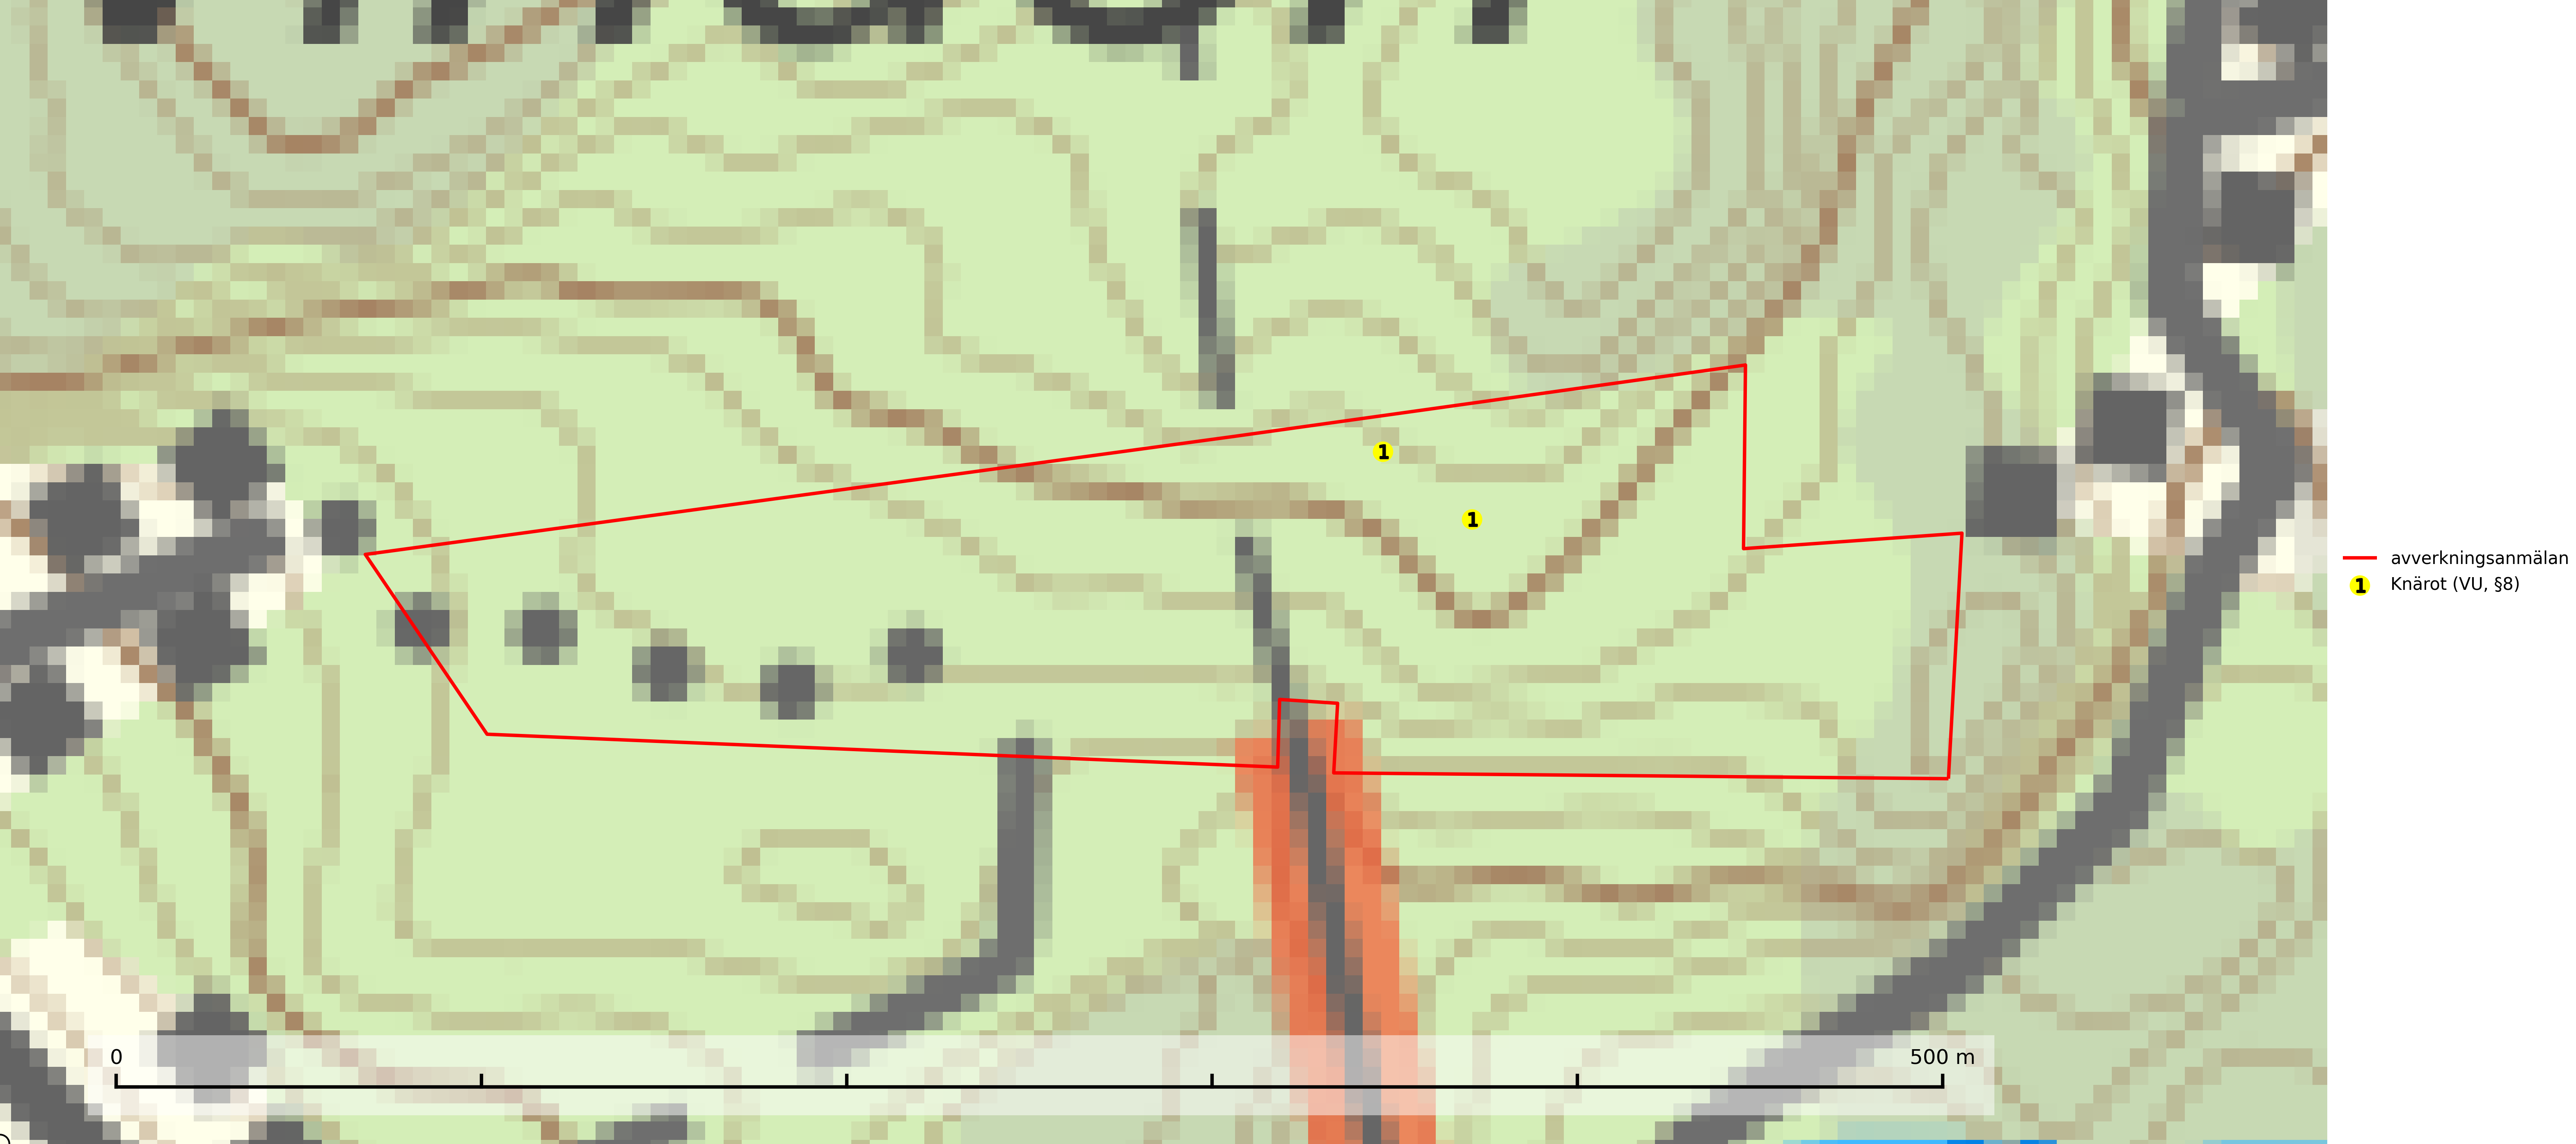 1
1
avverkningsanmälan
1 Knärot (VU, §8)
0 500 m